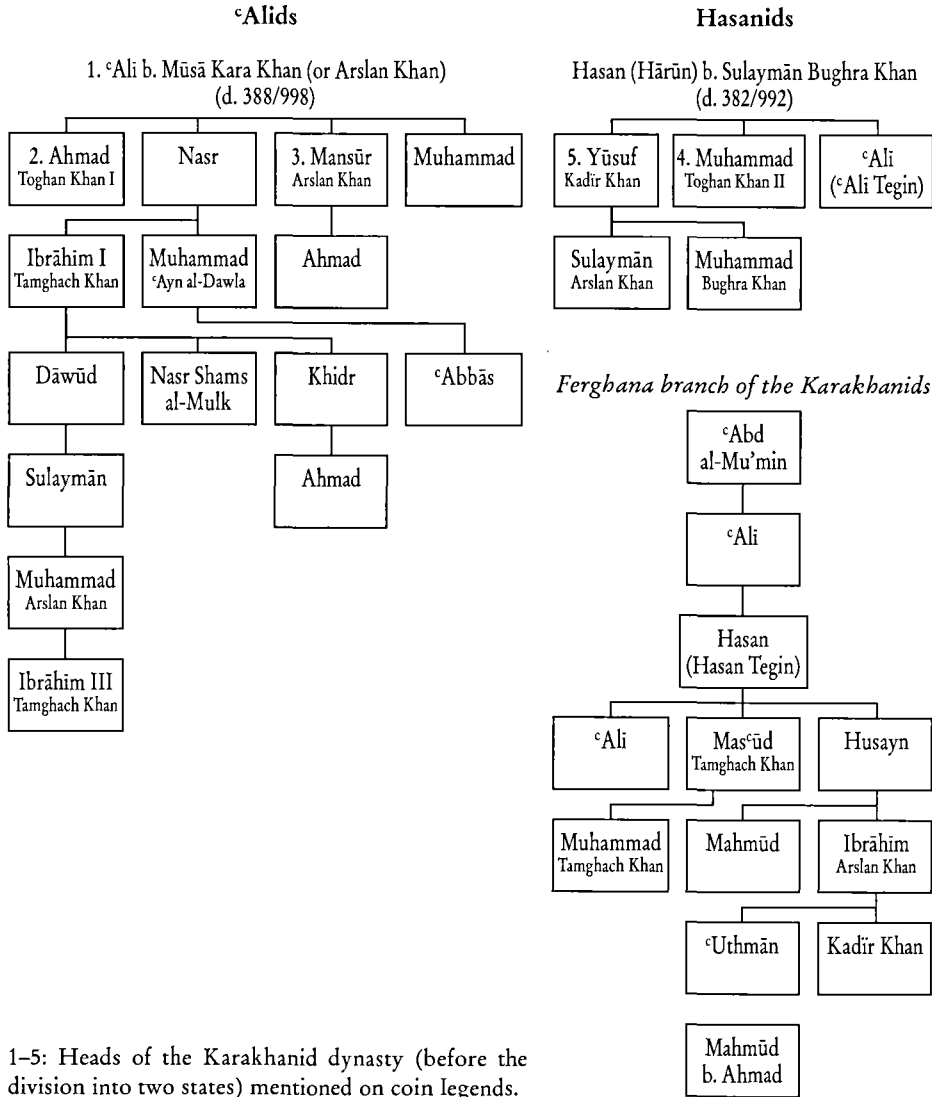 ᶜAlids
1. ᶜAli b. Mūsā Kara Khan (or Arslan Khan)
(d. 388/998)
2. Ahmad
Toghan Khan I
Nasr
3. Mansūr
Arslan Khan
Muhammad
Ibrāhim I
Tamghach Khan
Muhammad
ᶜAyn al-Dawla
Ahmad
Dāwūd
Nasr Shams
al-Mulk
Khidr
ᶜAbbās
Sulaymān
Ahmad
Muhammad
Arslan Khan
Ibrāhim III
Tamghach Khan
1–5: Heads of the Karakhanid dynasty (before the
division into two states) mentioned on coin legends.
Hasanids
Hasan (Hārūn) b. Sulaymān Bughra Khan
(d. 382/992)
5. Yūsuf
Kadïr Khan
4. Muhammad
Toghan Khan II
ᶜAli
(ᶜAli Tegin)
Sulaymān
Arslan Khan
Muhammad
Bughra Khan
Ferghana branch of the Karakhanids
ᶜAbd
al-Mu'min
ᶜAli
Hasan
(Hasan Tegin)
ᶜAli
Masᶜūd
Tamghach Khan
Husayn
Muhammad
Tamghach Khan
Mahmūd
Ibrāhim
Arslan Khan
ᶜUthmān
Kadïr Khan
Mahmūd
b. Ahmad